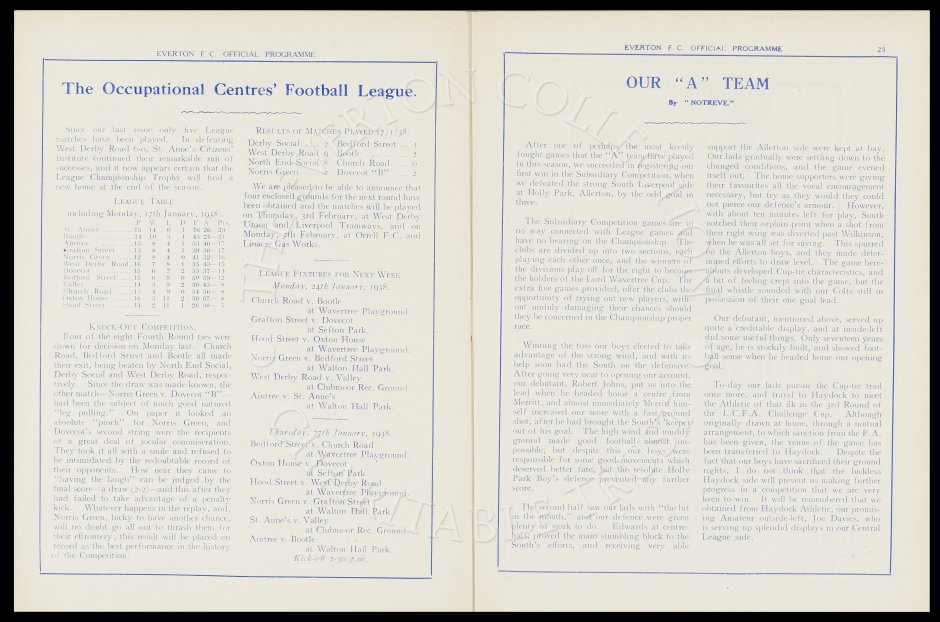 EVERTON F. C. OFFICIAL PROGRAMME
The Occupational Centres' Football League.
Since our last issue only five League
matches have been played. In defeating
West Derby Road 6-0, St. Anne's Citizens'
Institute continued their remarkable run of
successes, and it now appears certain that the
League Championship Trophy will find a
new home at the end of the season.
LEAGUE TABLE
(including Monday, 17th January, 1938)
P W L D F A Pts.
St. Annes
Aintree
Grafton Street
Norris Green
West Derby Road
Dovecot
Bedford Street
Valley
Church Road
Oxton House
Hood Street
KNOCK-OUT COMPETITION.
Four of the eight Fourth Round ties were
down for decision on Monday last. Church
Road, Bedford Street and Bootle all made
their exit, being beaten by North End Social,
Derby Social and West Derby Road, respec-
tively. Since the draw was made known, the
other match—Norris Green v. Dovecot "B"—
had been the subject of much good natured
"leg pulling." On paper it looked an
absolute "pinch" for Norris Green, and
Dovecot's second string were the recipients
of a great deal of jocular commiseration.
They took it all with a smile and refused to
be intimidated by the redoubtable record of
their opponents. How near they came to
"having the laugh" can be judged by the
final score—a draw (2-2)—and this after they
had failed to take advantage of a penalty
kick. Whatever happens in the replay, and,
Norris Green, lucky to have another chance,
will no doubt go all out to thrash them for
their effrontery; this result will be placed on
record as the best performance in the history
of the Competition.
RESULTS OF MATCHES PLAYED 17/1/38.
Derby Social ... 2 Bedford Street ... 1
West Derby Road 9 Bootle ... 2
North End Social 8 Church Road ... 0
Norris Green ... 2 Dovecot "B" ... 2
We are pleased to be able to announce that
four enclosed grounds for the next round have
been obtained and the matches will be played
on Thursday, 3rd February, at West Derby
Union and Liverpool Tramways, and on
Monday, 7th February, at Orrell F.C. and
Linacre Gas Works.
LEAGUE FIXTURES FOR NEXT WEEK.
Monday, 24th January, 1938.
Church Road v. Bootle
at Wavertree Playground.
Grafton Street v. Dovecot
at Sefton Park.
Hood Street v. Oxton House
at Wavertree Playground.
Norris Green v. Bedford Street
at Walton Hall Park.
West Derby Road v. Valley
at Clubmoor Rec. Ground.
Aintree v. St. Anne's
at Walton Hall Park.
Thursday, 27th January, 1938.
Bedford Street v. Church Road
at Wavertree Playground.
Oxton House v. Dovecot
at Sefton Park.
Hood Street v. West Derby Road
at Wavertree Playground.
Norris Green v. Grafton Street
at Walton Hall Park.
St. Anne's v. Valley
at Clubmoor Rec. Ground.
Aintree v. Bootle
at Walton Hall Park.
Kick-off 2-30 p.m.
EVERTON F. C. OFFICIAL PROGRAMME 25
OUR "A" TEAM
By "NOTREVE."
After one of perhaps the most keenly
fought games that the "A" team have played
in this season, we succeeded in registering our
first win in the Subsidiary Competition, when
we defeated the strong South Liverpool side
at Holly Park, Allerton, by the odd goal in
three.
The Subsidiary Competition games are in
no way connected with League games and
have no bearing on the Championship. The
clubs are divided up into two sections, each
playing each other once, and the winners of
the divisions play off for the right to become
the holders of the Lord Wavertree Cup. The
extra five games provided, offer the clubs the
opportunity of trying out new players, with-
out unduly damaging their chances should
they be concerned in the Championship proper
race.
Winning the toss our boys elected to take
advantage of the strong wind, and with its
help soon had the South on the defensive.
After going very near to opening our account,
our debutant, Robert Johns, put us into the
lead when he headed home a centre from
Merritt, and almost immediately Merritt him-
self increased our score with a fast ground
shot, after he had brought the South's 'keeper
out of his goal. The high wind and muddy
ground made good football almost im-
possible, but despite this our boys were
responsible for some good movements which
deserved better fate, but the resolute Holly
Park Boy's defence prevented any further
score.
The second half saw our lads with "the bit
in the mouth," and our defence were given
plenty of work to do. Edwards at centre-
half, proved the main stumbling block to the
South's efforts, and receiving very able
support the Allerton side were kept at bay.
Our lads gradually were settling down to the
changed conditions, and the game evened
itself out. The home supporters were giving
their favourites all the vocal encouragement
necessary, but try as they would they could
not pierce our defence's armour. However,
with about ten minutes left for play, South
notched their orphan point when a shot from
their right wing was diverted past Wilkinson,
when he was all set for saving. This spurred
on the Allerton boys, and they made deter-
mined efforts to draw level. The game here-
abouts developed Cup-tie characteristics, and
a bit of feeling crept into the game, but the
final whistle sounded with our Colts still in
possession of their one goal lead.
Our debutant, mentioned above, served up
quite a creditable display, and at inside-left
did some useful things. Only seventeen years
of age, he is stockily built, and showed foot-
ball sense when he headed home our opening
goal.
To-day our lads pursue the Cup-tie trail
once more, and travel to Haydock to meet
the Athletic of that ilk in the 3rd Round of
the L.C.F.A. Challenge Cup. Although
originally drawn at home, through a mutual
arrangement, to which sanction from the F.A.
has been given, the venue of the game has
been transferred to Haydock. Despite the
fact that our boys have sacrificed their ground
rights, I do not think that the luckless
Haydock side will prevent us making further
progress in a competition that we are very
keen to win. It will be remembered that we
obtained from Haydock Athletic, our promis-
ing Amateur outside-left, Joe Davies, who
is serving up splendid displays in our Central
League side.